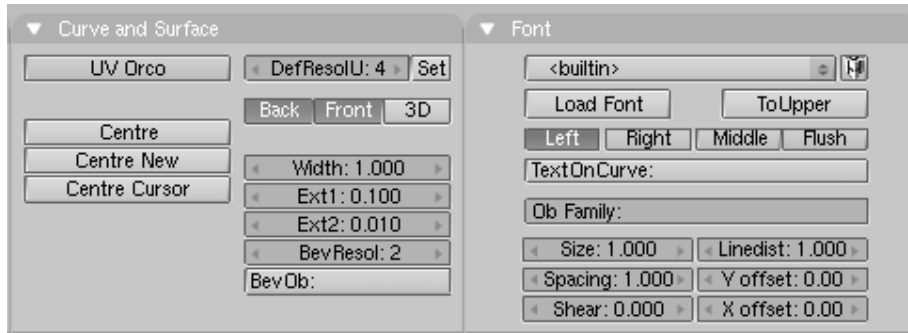 Curve and Surface
UV Orco
DefResolU: 4
Set
Back
Front
3D
Centre
Centre New
Centre Cursor
Width: 1.000
Ext1: 0.100
Ext2: 0.010
BevResol: 2
BevOb:
Font
<builtin>
Load Font
ToUpper
Left
Right
Middle
Flush
TextOnCurve:
Ob Family:
Size: 1.000
Linedist: 1.000
Spacing: 1.000
Y offset: 0.00
Shear: 0.000
X offset: 0.00